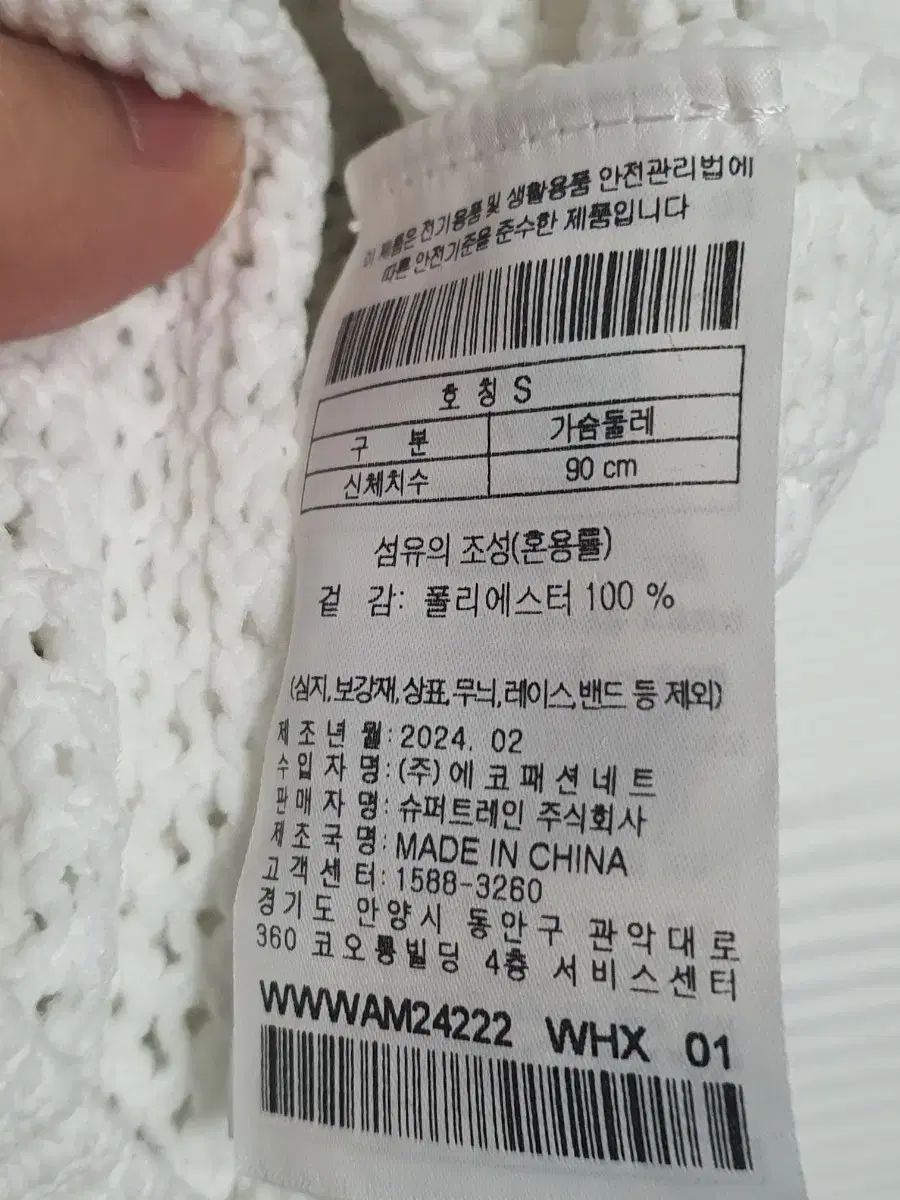 이 제품은 전기용품 및 생활용품 안전관리법에
따른 안전기준을 준수한 제품입니다
호 칭 S
구 분 가슴둘레
신체치수 90 cm
섬유의 조성(혼용률)
겉 감: 폴리에스터 100 %
(심지,보강재,상표,무늬,레이스,밴드 등 제외)
제조년월: 2024. 02
수입자명: (주)에코패션네트
판매자명: 슈퍼트레인 주식회사
제조국명: MADE IN CHINA
고객센터: 1588-3260
경기도 안양시 동안구 관악대로
360 코오롱빌딩 4층 서비스센터
WWWAM24222 WHX 01